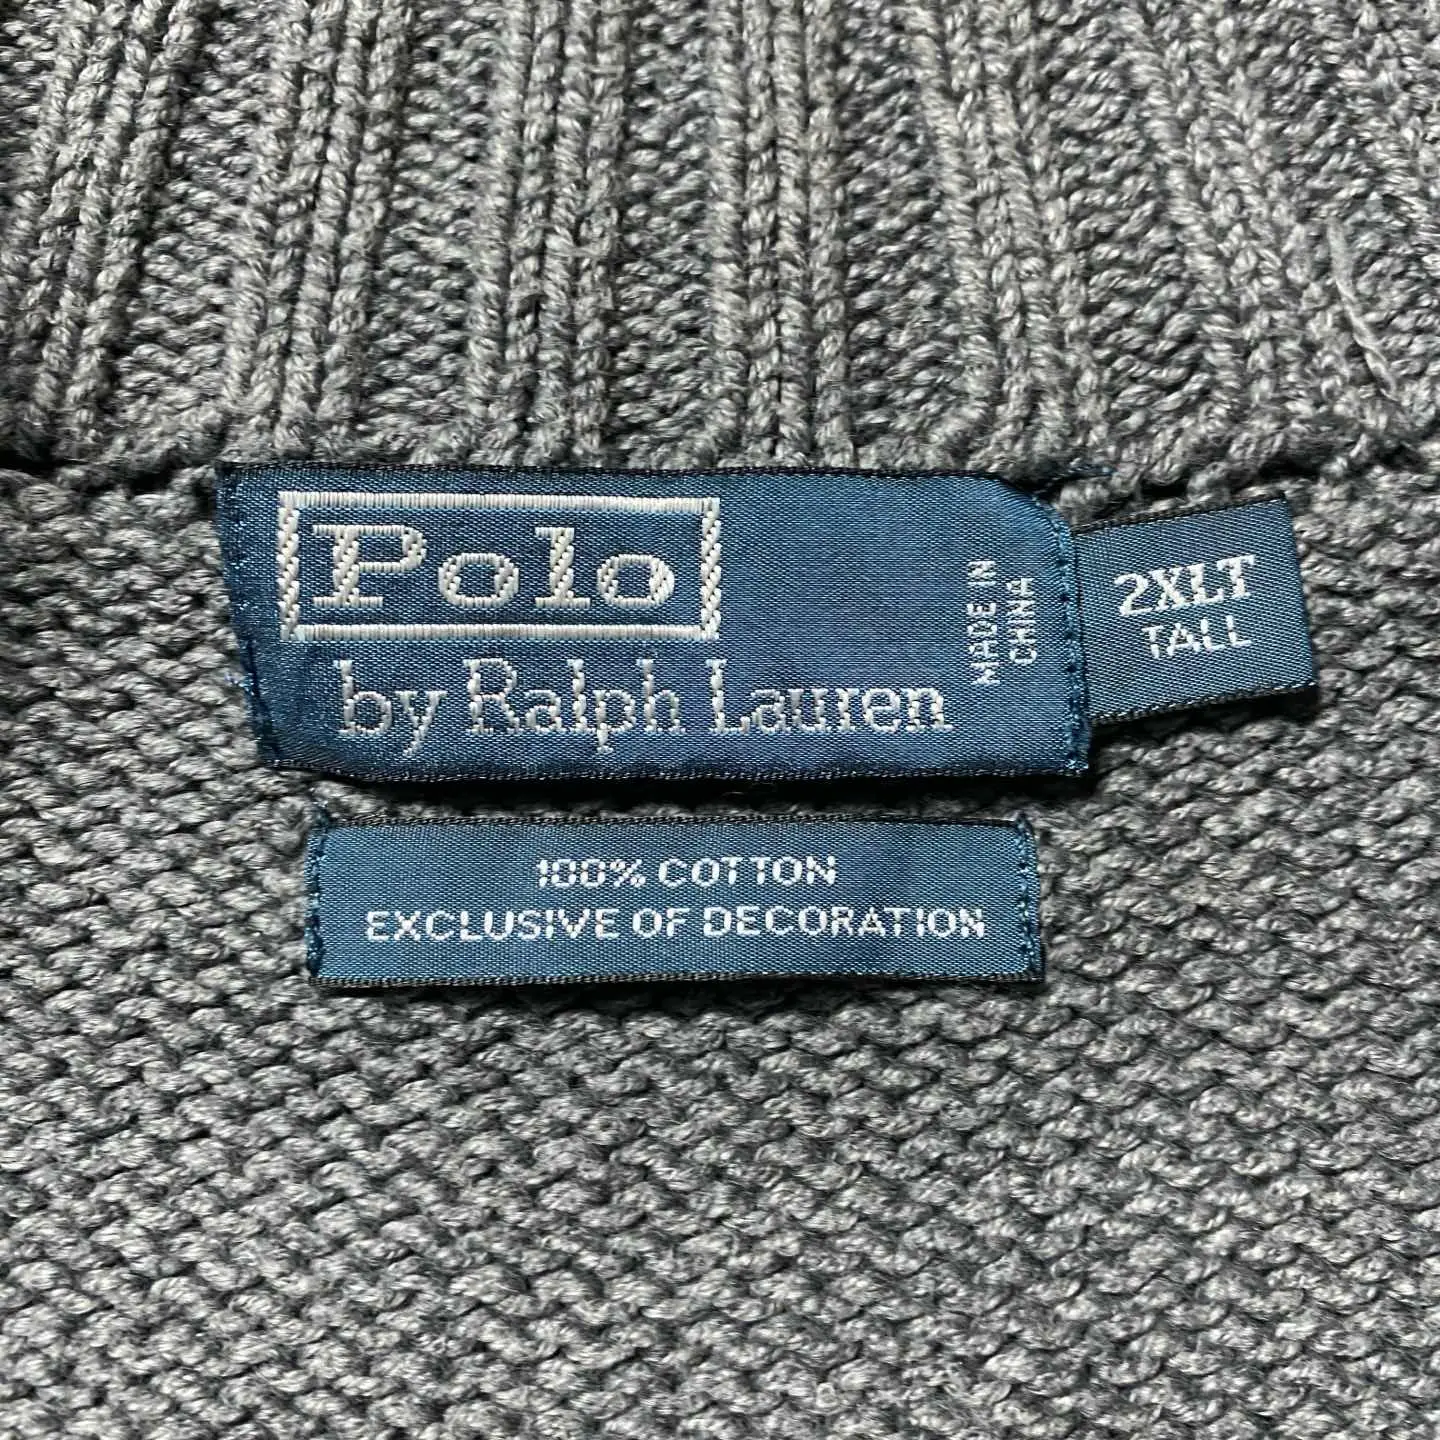 Polo
by Ralph Lauren
MADE IN
CHINA
2XLT
TALL
100% COTTON
EXCLUSIVE OF DECORATION